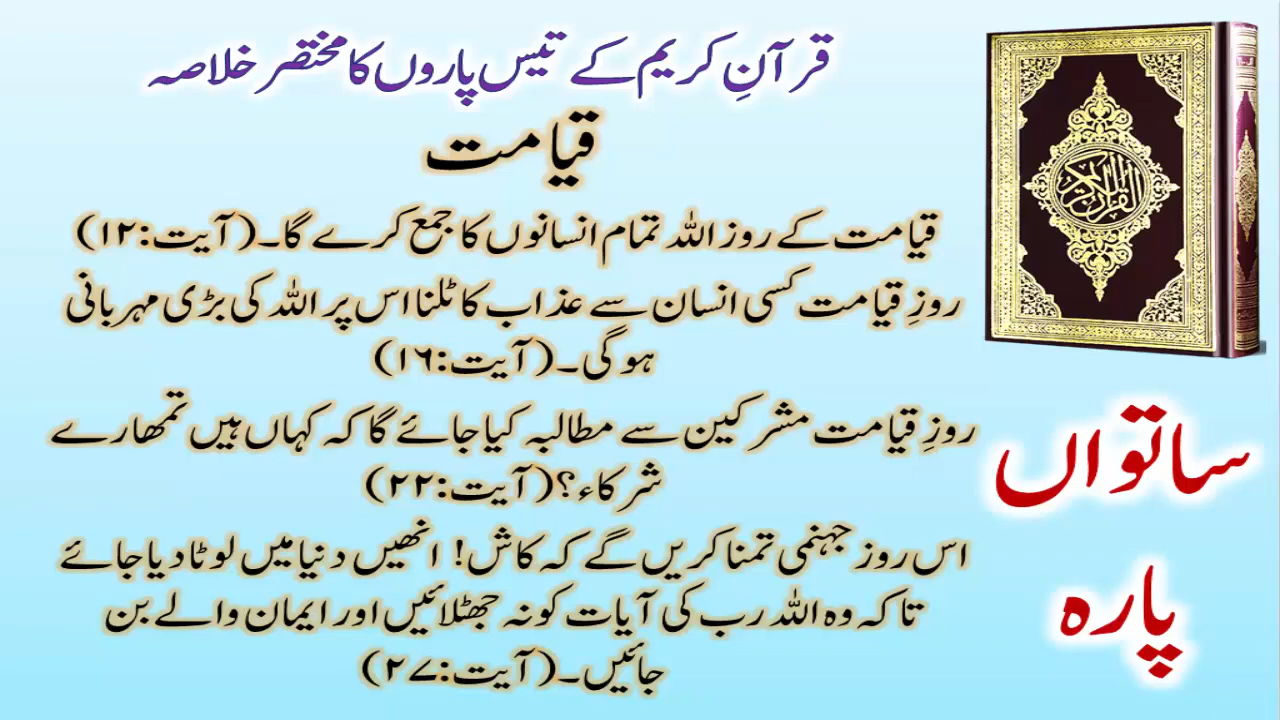 قرآنِ کریم کے تیس پاروں کا مختصر خلاصہ
قیامت
قیامت کے روز اللہ تمام انسانوں کا جمع کرے گا۔(آیت:۱۲)
روزِ قیامت کسی انسان سے عذاب کا ٹلنا اس پر اللہ کی بڑی مہربانی
ہوگی۔(آیت:۱۶)
روزِ قیامت مشرکین سے مطالبہ کیا جائے گا کہ کہاں ہیں تمھارے
شرکاء؟(آیت:۲۲)
اس روز جہنمی تمنا کریں گے کہ کاش! انھیں دنیا میں لوٹا دیا جائے
تاکہ وہ اللہ رب کی آیات کو نہ جھٹلائیں اور ایمان والے بن
جائیں۔(آیت:۲۷)
القرآن الكريم
ساتواں
پارہ